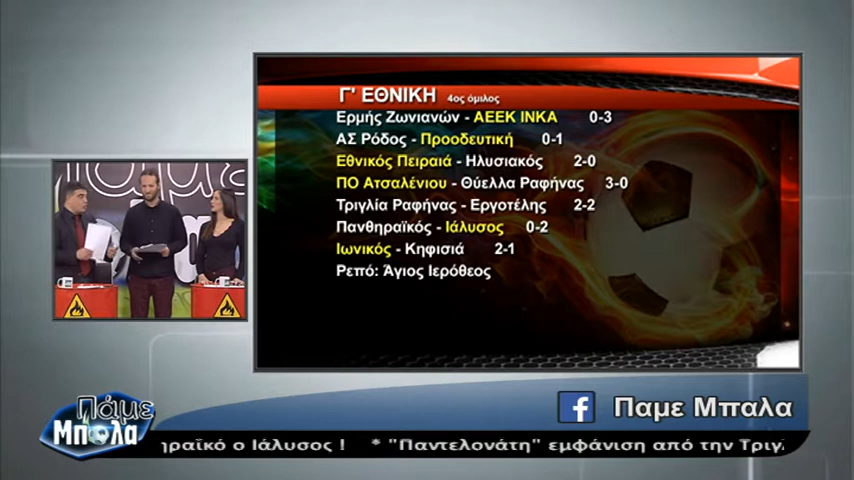 Γ' ΕΘΝΙΚΗ 4ος όμιλος
Ερμής Ζωνιανών - ΑΕΕΚ ΙΝΚΑ 0-3
ΑΣ Ρόδος - Προοδευτική 0-1
Εθνικός Πειραιά - Ηλυσιακός 2-0
ΠΟ Ατσαλένιου - Θύελλα Ραφήνας 3-0
Τριγλία Ραφήνας - Εργοτέλης 2-2
Πανθηραϊκός - Ιάλυσος 0-2
Ιωνικός - Κηφισιά 2-1
Ρεπό: Άγιος Ιερόθεος
f Παμε Μπαλα
Πάμε
Μπαλα
ηραϊκό ο Ιάλυσος ! * "Παντελονάτη" εμφάνιση από την Τριγλ